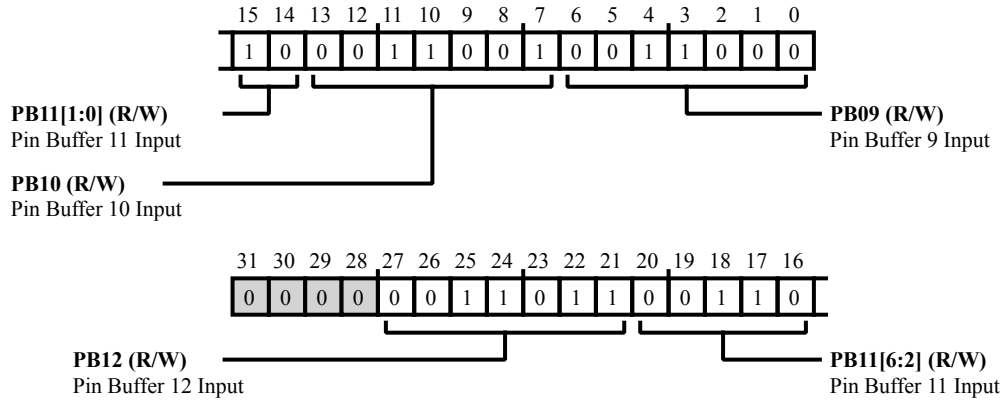 15 14 13 12 11 10 9 8 7 6 5 4 3 2 1 0
1 0 0 0 1 1 0 0 1 0 0 1 1 0 0 0
PB11[1:0] (R/W)
Pin Buffer 11 Input
PB09 (R/W)
Pin Buffer 9 Input
PB10 (R/W)
Pin Buffer 10 Input
31 30 29 28 27 26 25 24 23 22 21 20 19 18 17 16
0 0 0 0 0 0 1 1 0 1 1 0 0 1 1 0
PB12 (R/W)
Pin Buffer 12 Input
PB11[6:2] (R/W)
Pin Buffer 11 Input